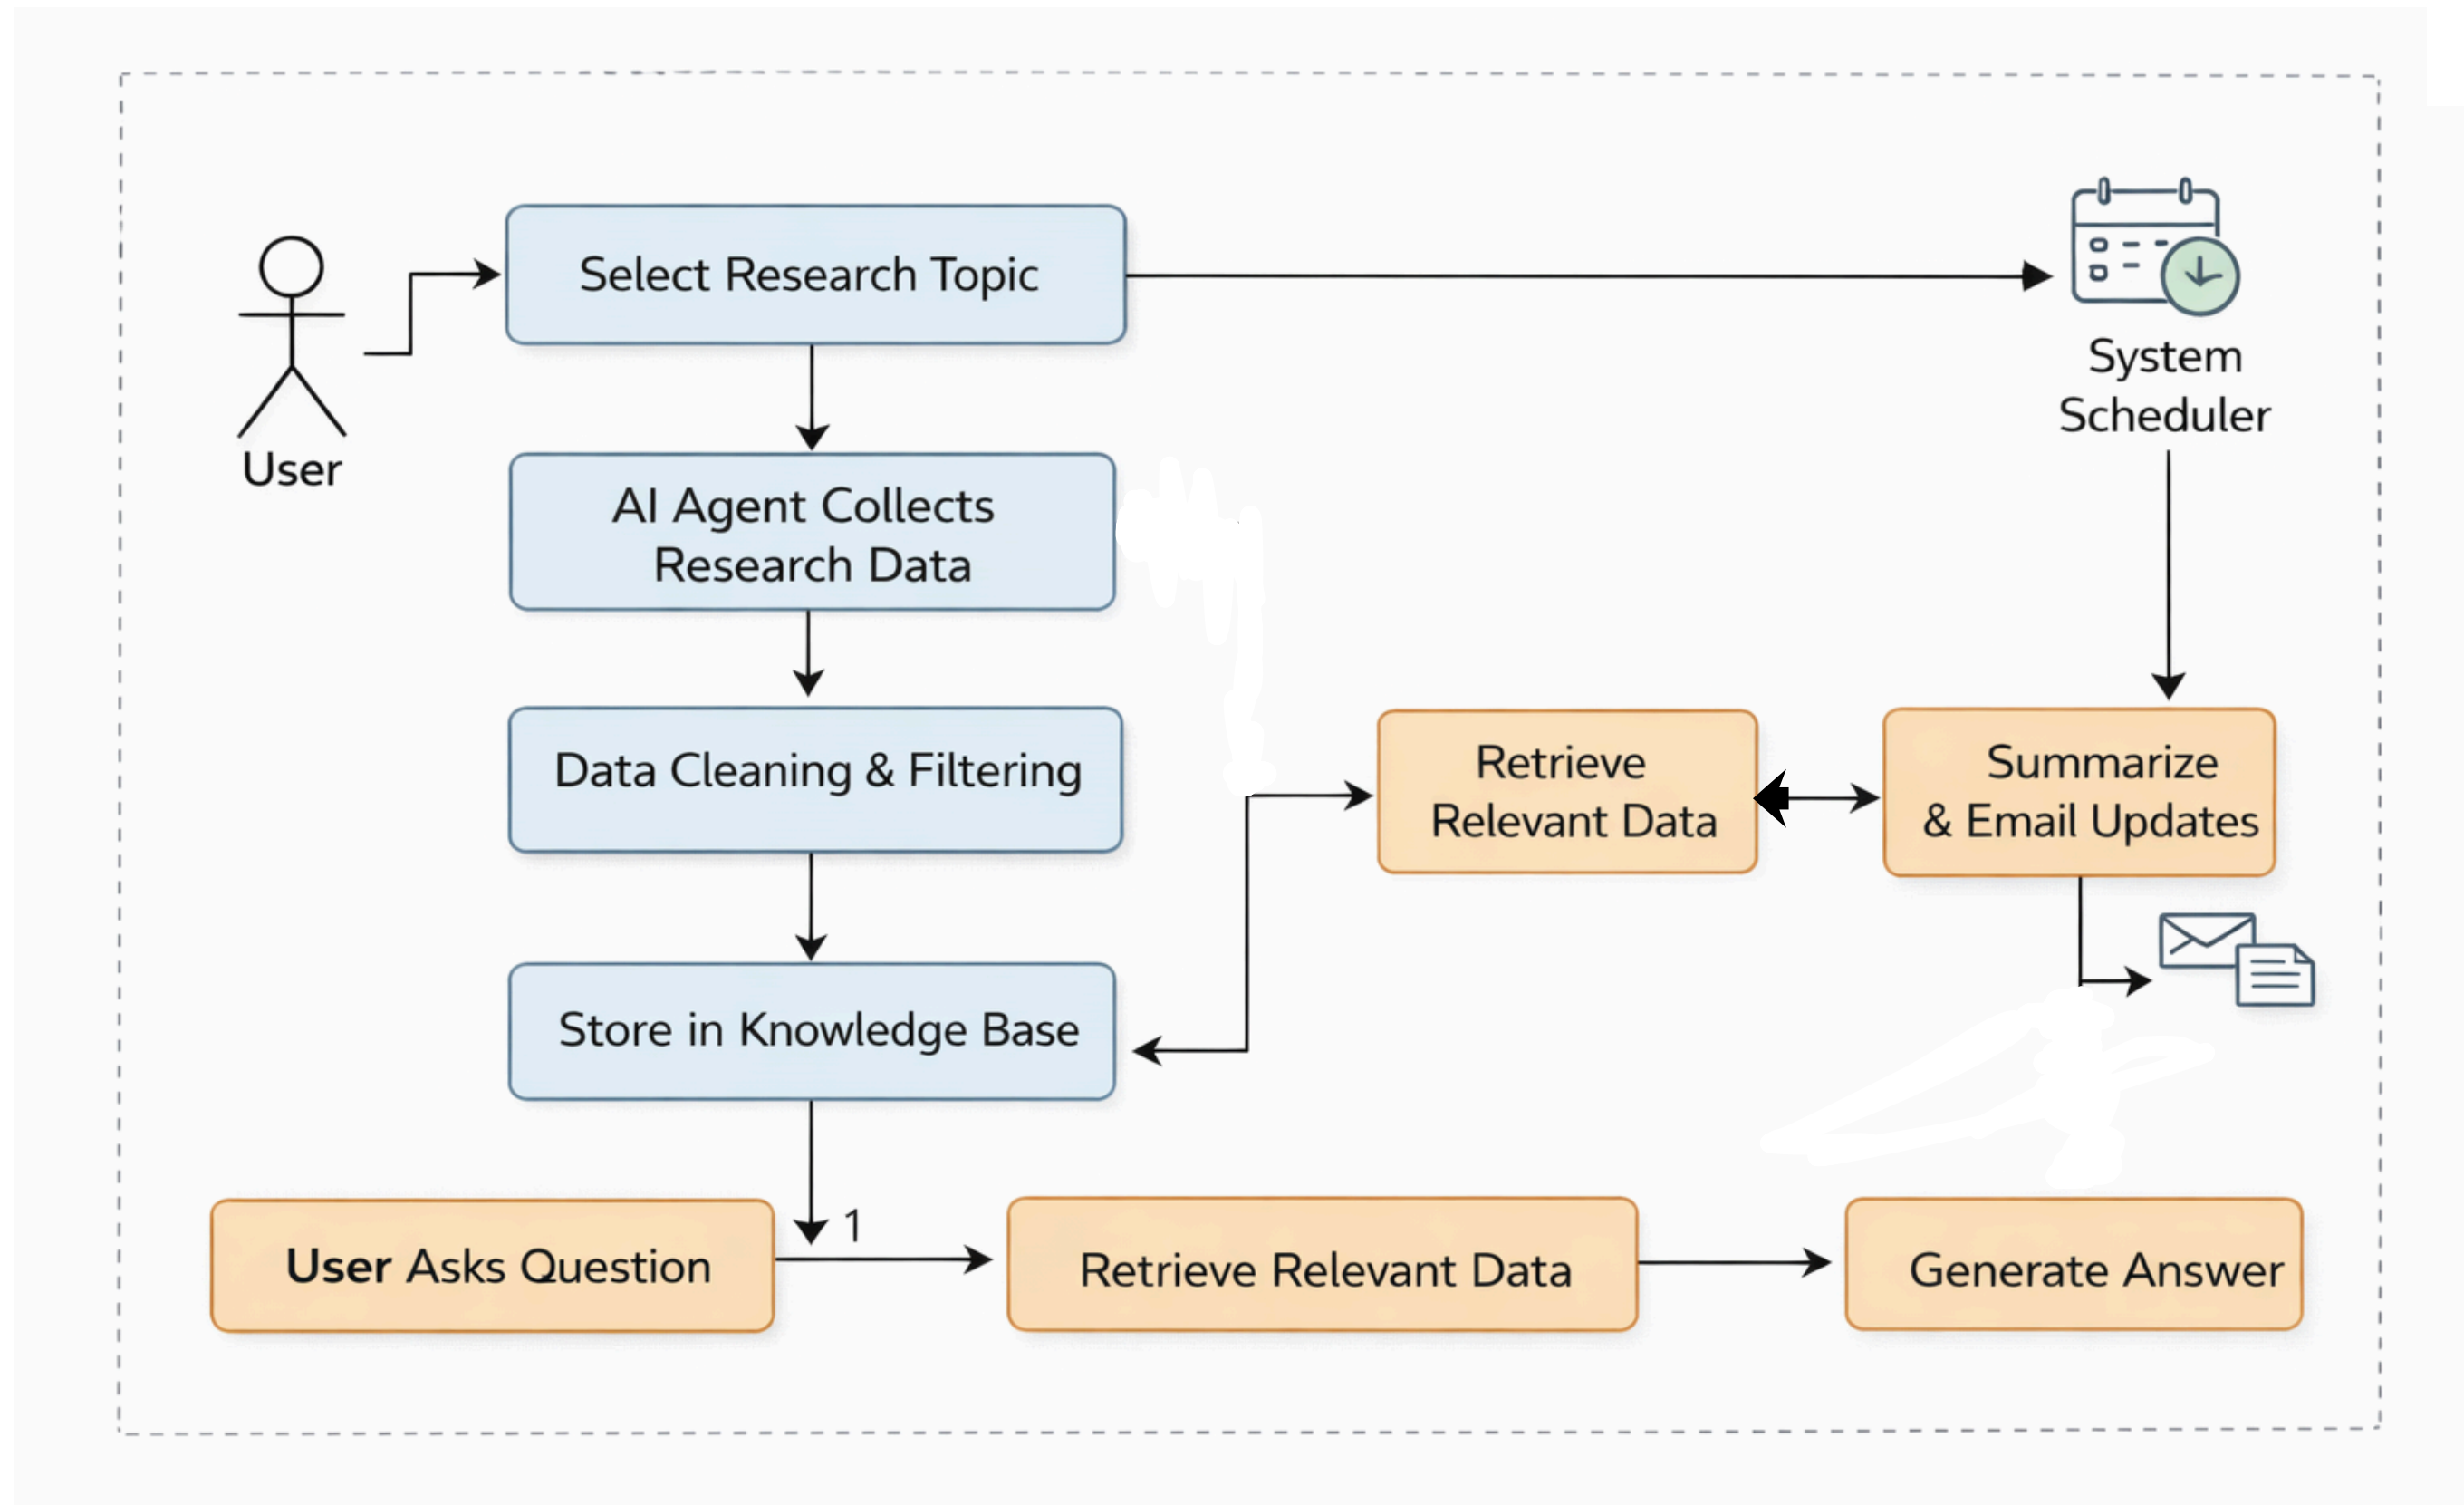 Select Research Topic
System
Scheduler
User
AI Agent Collects
Research Data
Data Cleaning & Filtering
Retrieve
Relevant Data
Summarize
& Email Updates
Store in Knowledge Base
1
User Asks Question
Retrieve Relevant Data
Generate Answer